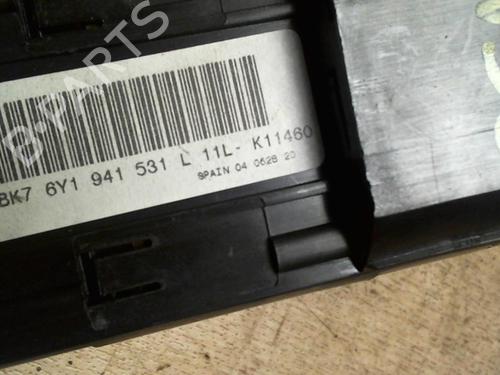 B-PARTS
BK7 6Y1 941 531 L 11L- K11460
SPAIN 04 0628 20